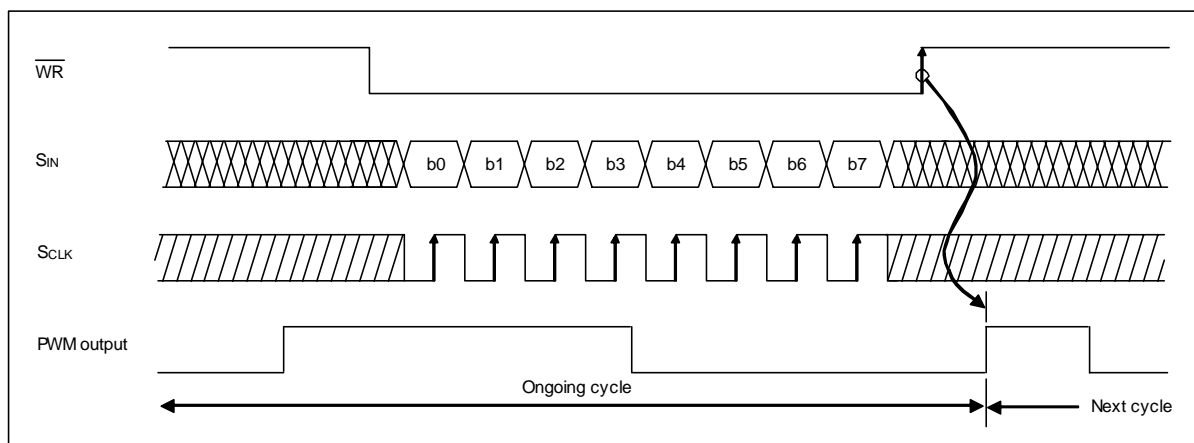 WR
SIN
b0 b1 b2 b3 b4 b5 b6 b7
SCLK
PWM output
Ongoing cycle
Next cycle